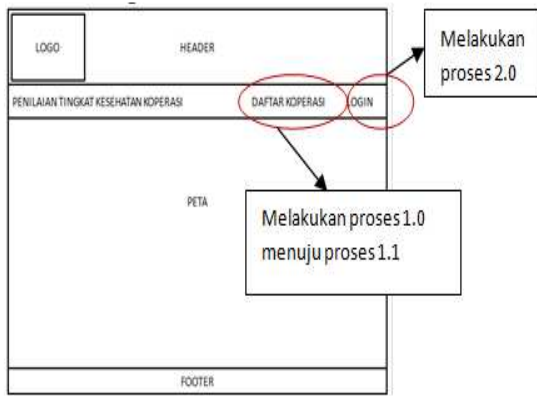 LOGO
HEADER
Melakukan
proses 2.0
PENILAIAN TINGKAT KESEHATAN KOPERASI
DAFTAR KOPERASI
LOGIN
PETA
Melakukan proses 1.0
menuju proses 1.1
FOOTER